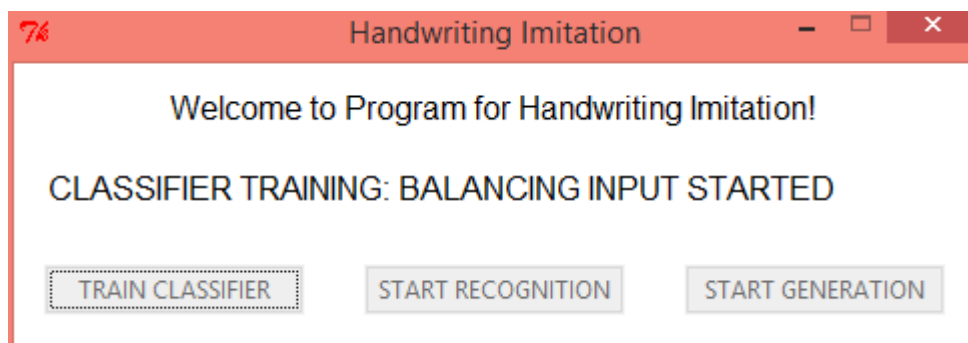 Handwriting Imitation
Welcome to Program for Handwriting Imitation!
CLASSIFIER TRAINING: BALANCING INPUT STARTED
TRAIN CLASSIFIER START RECOGNITION START GENERATION